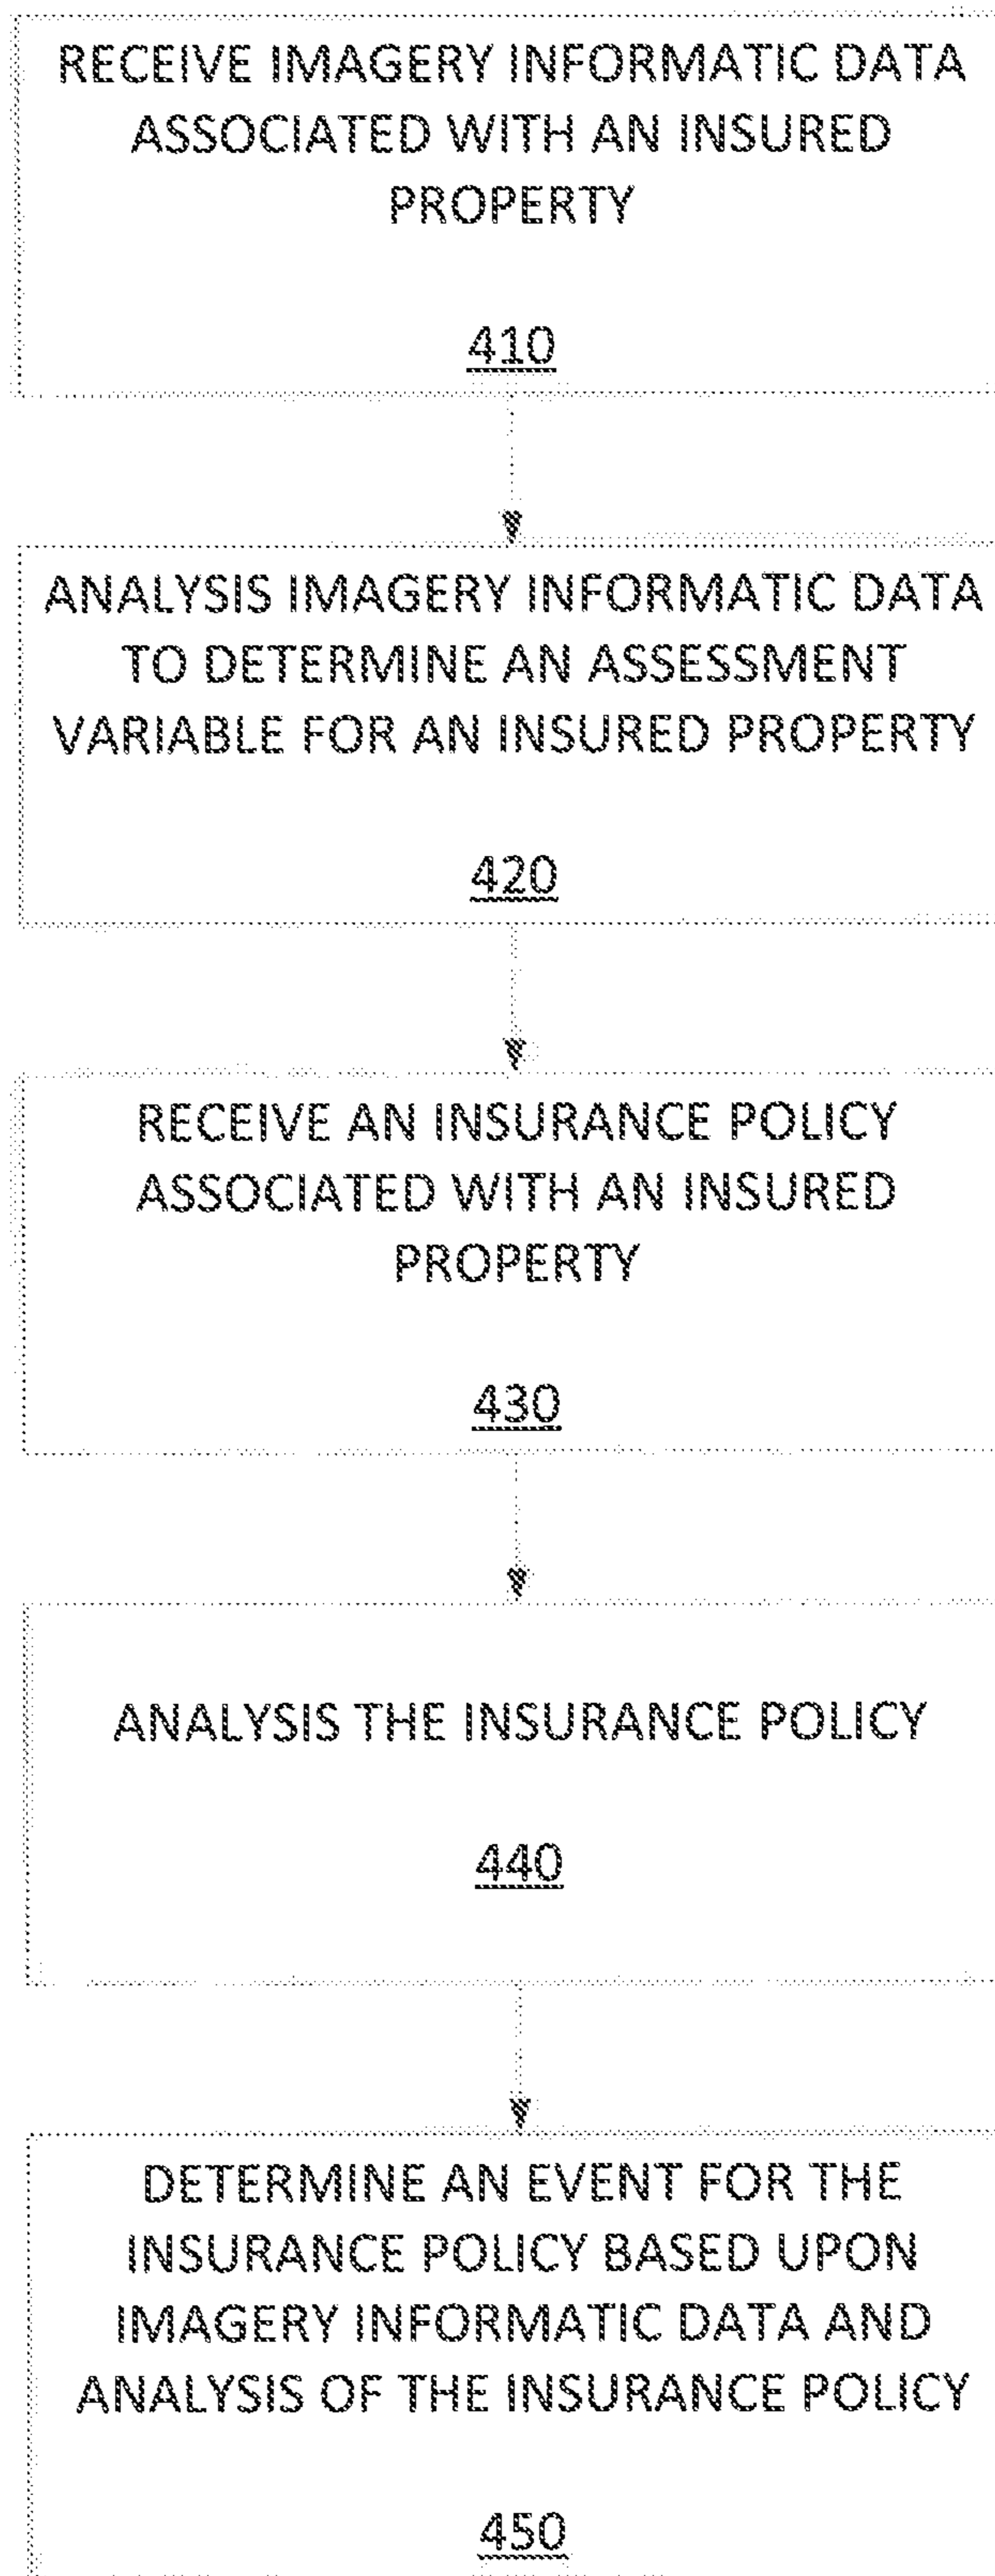 RECEIVE IMAGERY INFORMATIC DATA
ASSOCIATED WITH AN INSURED
PROPERTY
410
ANALYSIS IMAGERY INFORMATIC DATA
TO DETERMINE AN ASSESSMENT
VARIABLE FOR AN INSURED PROPERTY
420
RECEIVE AN INSURANCE POLICY
ASSOCIATED WITH AN INSURED
PROPERTY
430
ANALYSIS THE INSURANCE POLICY
440
DETERMINE AN EVENT FOR THE
INSURANCE POLICY BASED UPON
IMAGERY INFORMATIC DATA AND
ANALYSIS OF THE INSURANCE POLICY
450